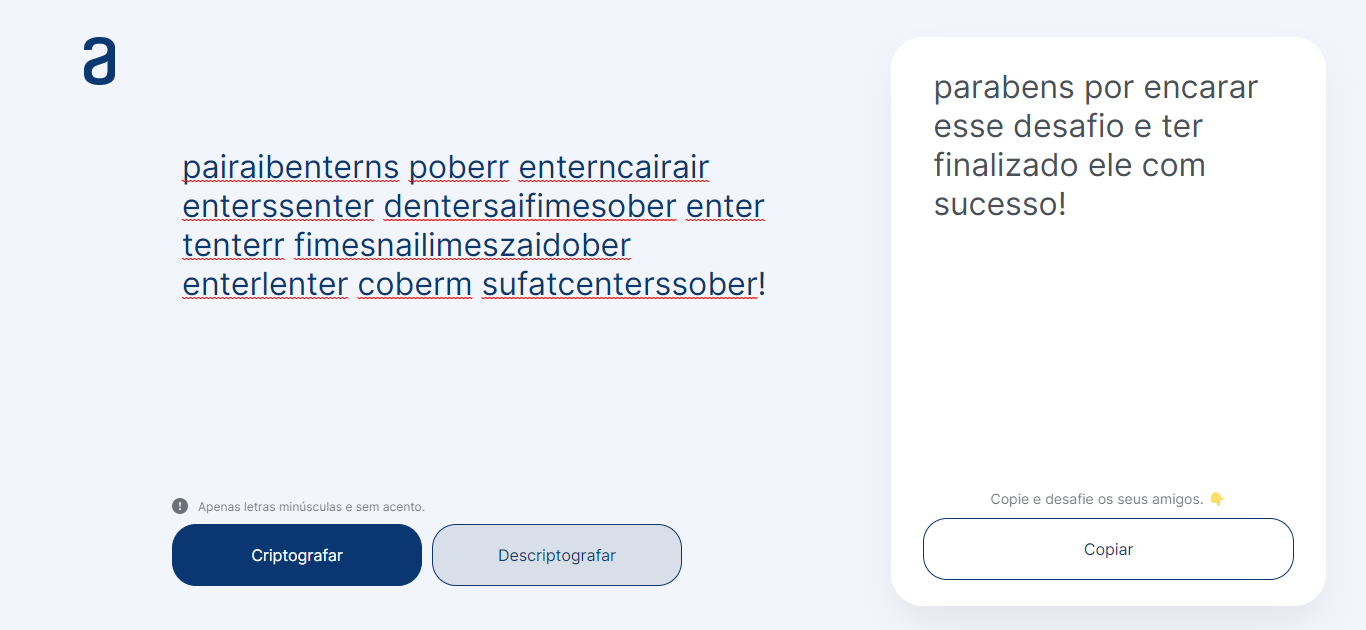 a
pairaibenterns poberr enterncairair
enterssenter dentersaifimesober enter
tenterr fimesnailimeszaidober
enterlenter coberm sufatcenterssober!
Apenas letras minúsculas e sem acento.
Criptografar
Descriptografar
parabens por encarar
esse desafio e ter
finalizado ele com
sucesso!
Copie e desafie os seus amigos. 👇
Copiar